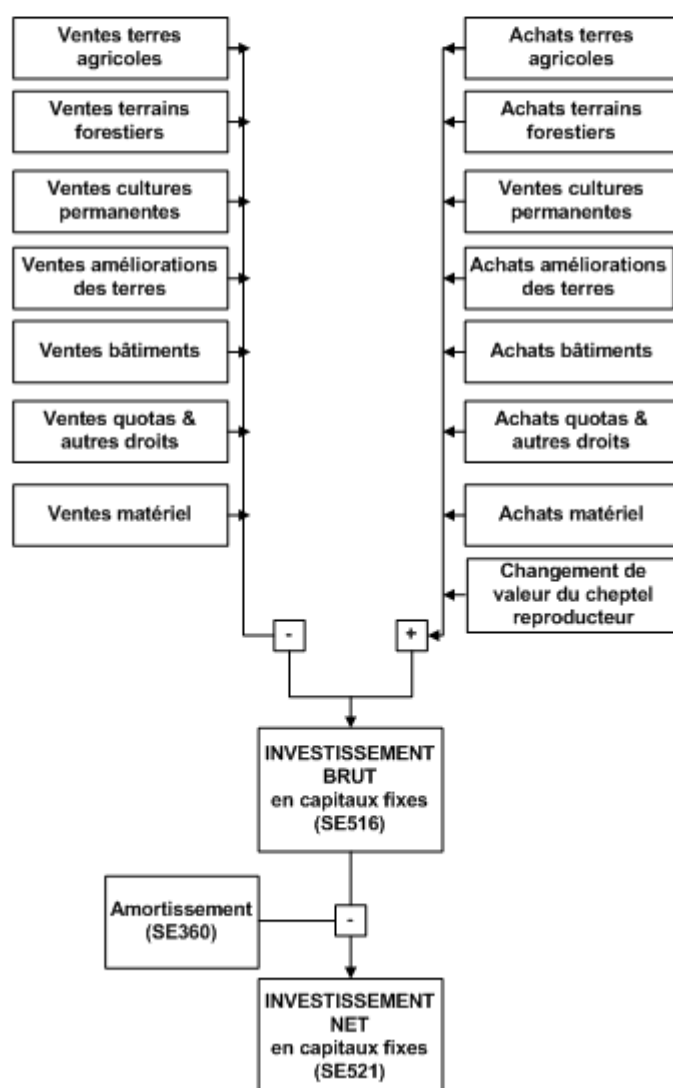 Ventes terres
agricoles
Achats terres
agricoles
Ventes terrains
forestiers
Achats terrains
forestiers
Ventes cultures
permanentes
Ventes cultures
permanentes
Ventes améliorations
des terres
Achats améliorations
des terres
Ventes bâtiments
Achats bâtiments
Ventes quotas &
autres droits
Achats quotas &
autres droits
Ventes matériel
Achats matériel
Changement de
valeur du cheptel
reproducteur
-
+
INVESTISSEMENT
BRUT
en capitaux fixes
(SE516)
Amortissement
(SE360)
-
INVESTISSEMENT
NET
en capitaux fixes
(SE521)